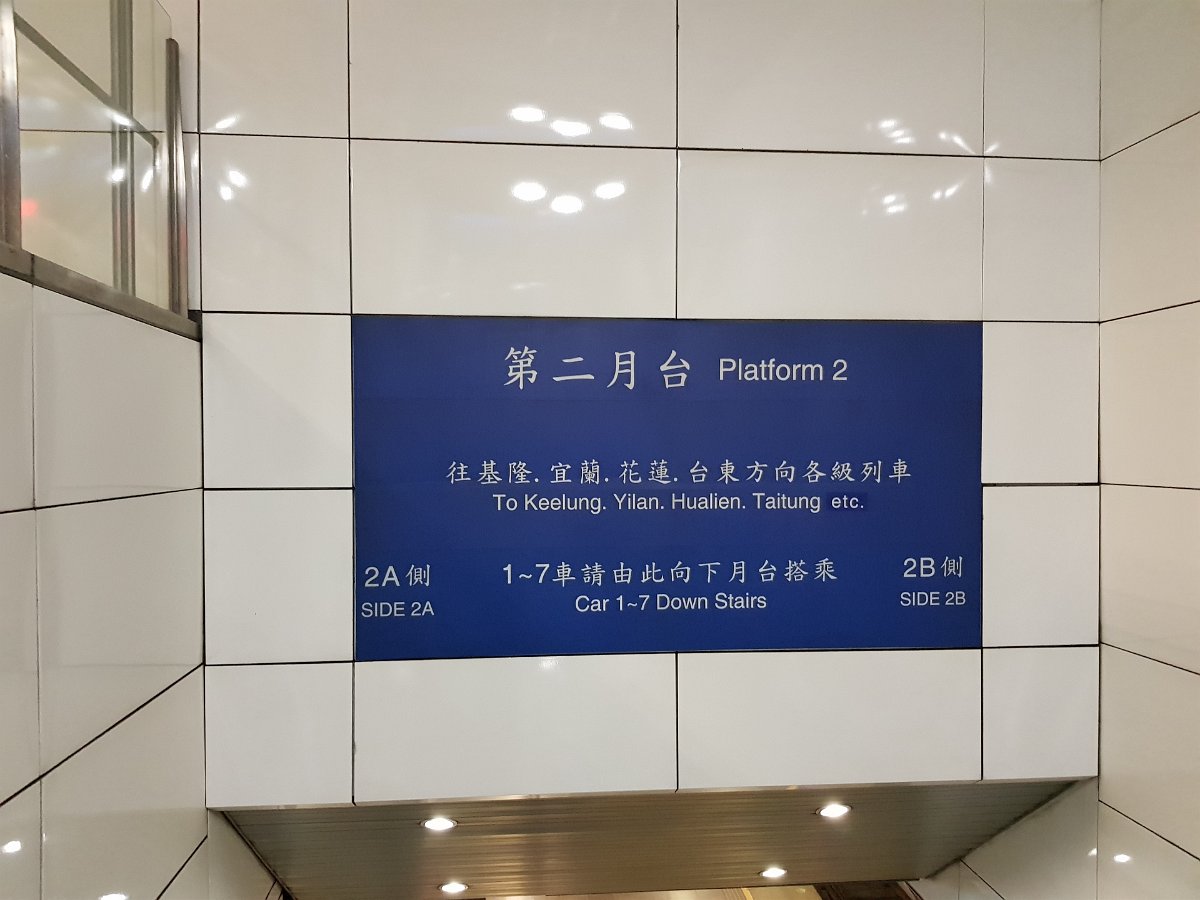 第二月台 Platform 2
往基隆.宜蘭.花蓮.台東方向各級列車
To Keelung. Yilan. Hualien. Taitung etc.
2A側
SIDE 2A
1~7車請由此向下月台搭乘
Car 1~7 Down Stairs
2B側
SIDE 2B